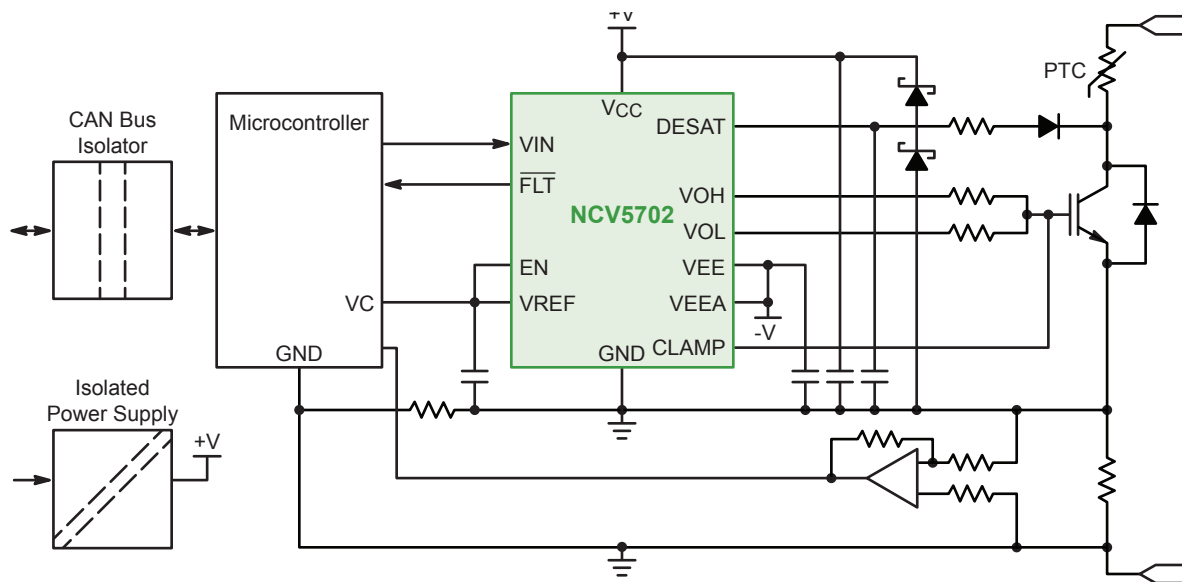 +V
CAN Bus
Isolator
Microcontroller
VC
GND
VCC
VIN
FLT
NCV5702
EN
VREF
GND
DESAT
VOH
VOL
VEE
VEEA
CLAMP
-V
PTC
Isolated
Power Supply
+V